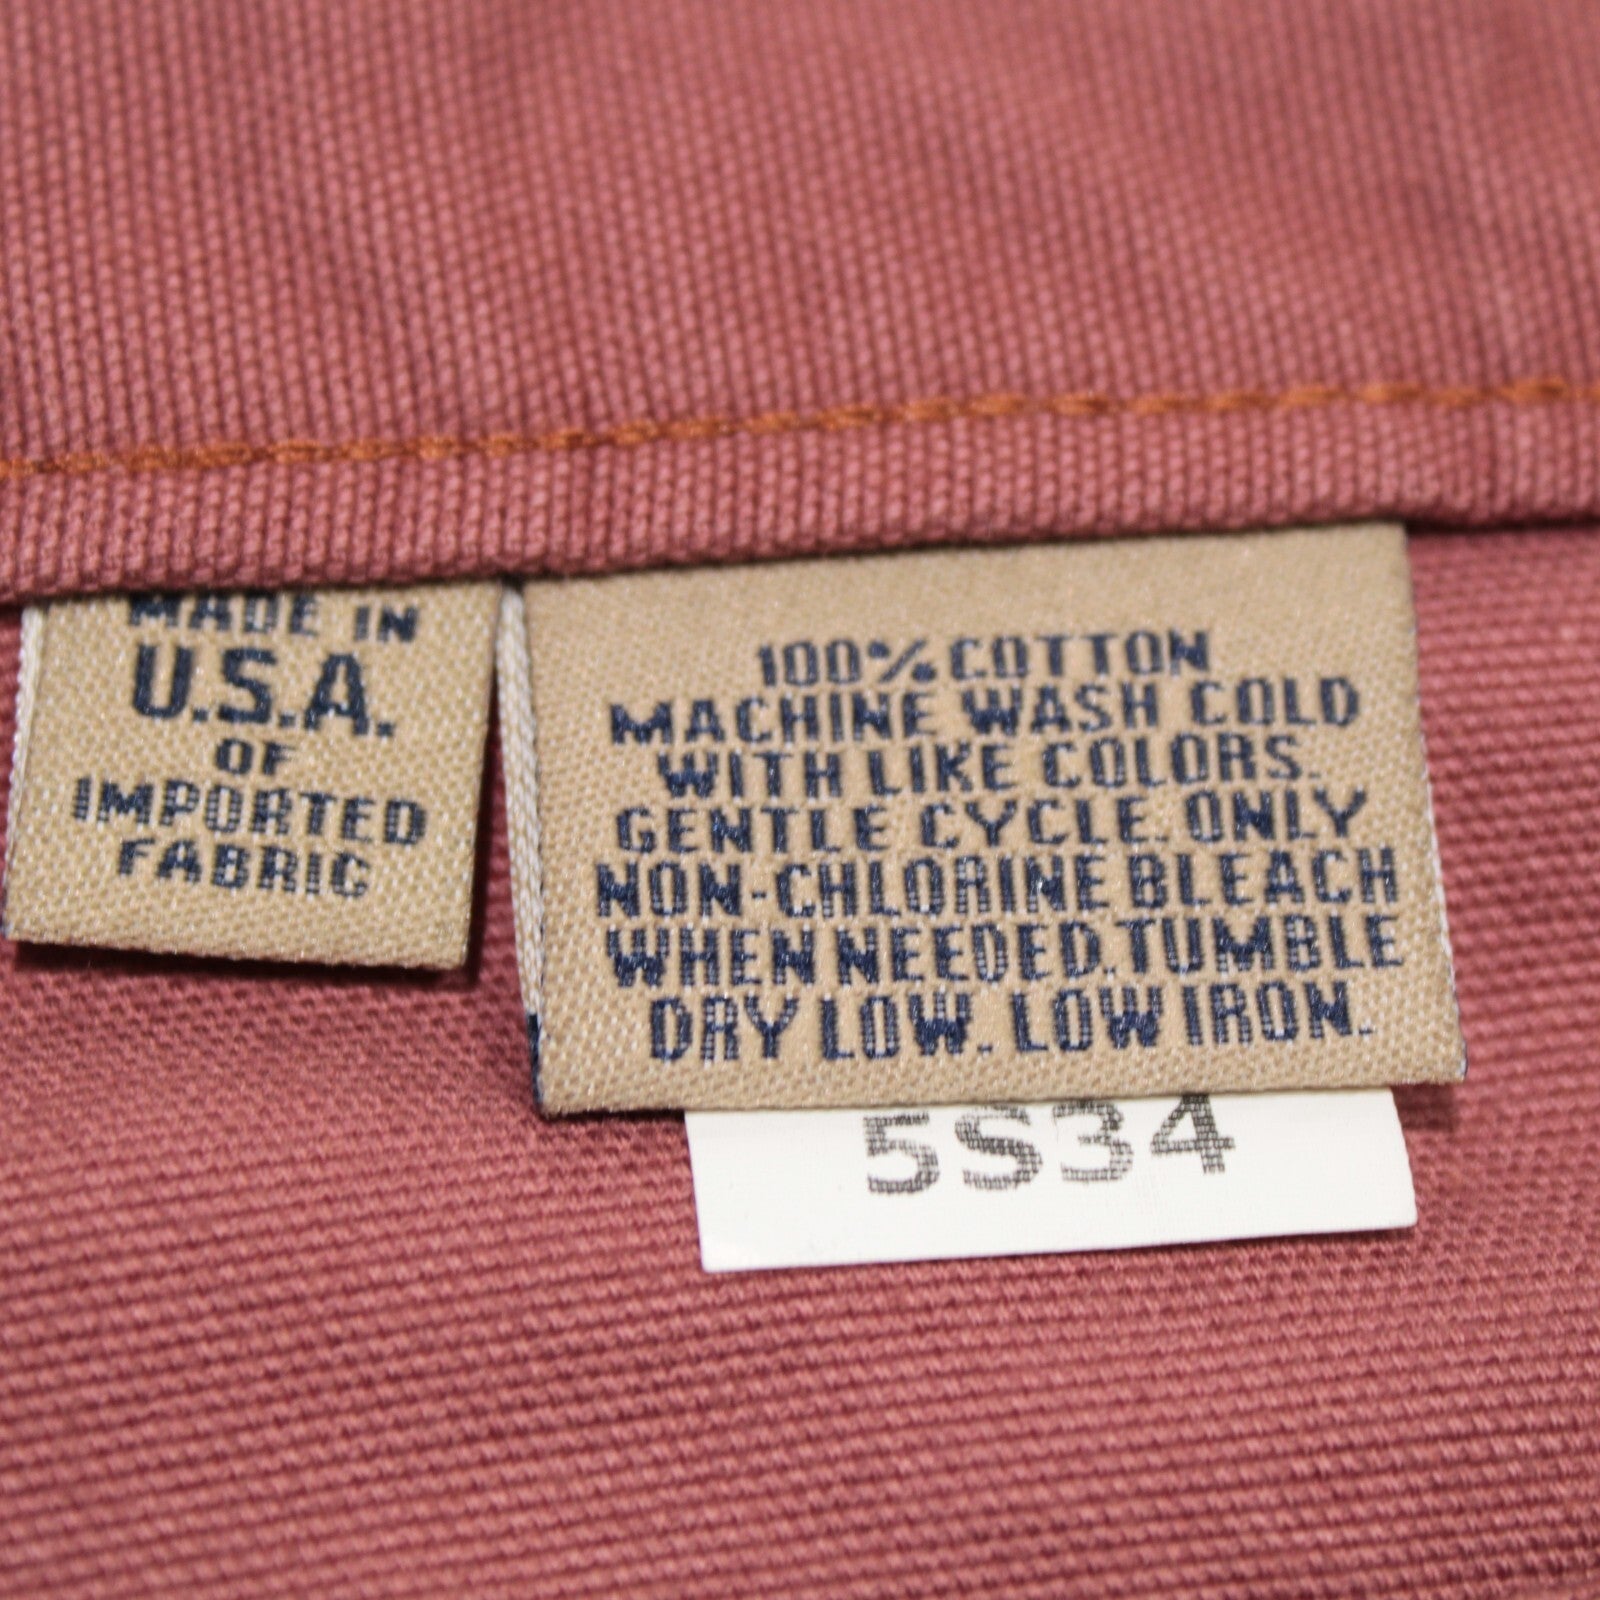 MADE IN
U.S.A.
OF
IMPORTED
FABRIC
100% COTTON
MACHINE WASH COLD
WITH LIKE COLORS.
GENTLE CYCLE. ONLY
NON-CHLORINE BLEACH
WHEN NEEDED. TUMBLE
DRY LOW. LOW IRON.
5S34